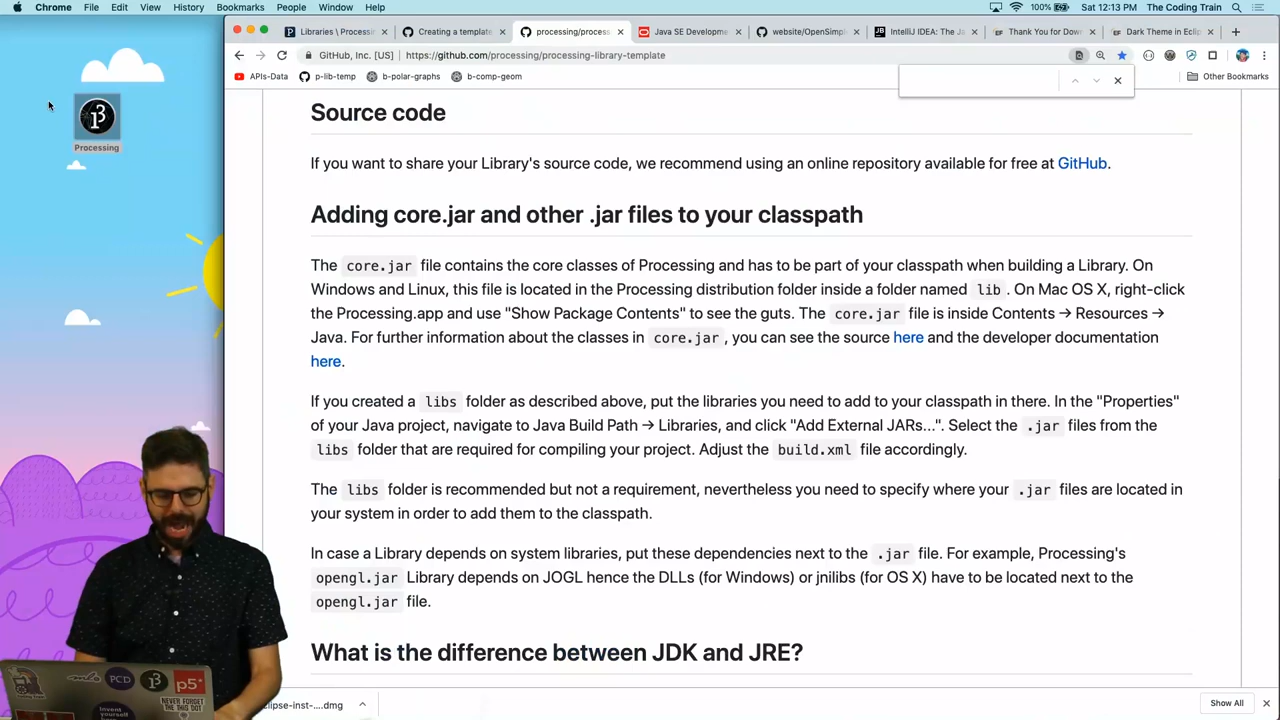 Chrome File Edit View History Bookmarks People Window Help 100% Sat 12:13 PM The Coding Train
Libraries \ Processing Creating a template processing/process Java SE Developme website/OpenSimpl IntelliJ IDEA: The Ja Thank You for Down Dark Theme in Eclip
GitHub, Inc. [US] https://github.com/processing/processing-library-template
APIs-Data p-lib-temp b-polar-graphs b-comp-geom Other Bookmarks
Processing
Source code
If you want to share your Library's source code, we recommend using an online repository available for free at GitHub.
Adding core.jar and other .jar files to your classpath
The core.jar file contains the core classes of Processing and has to be part of your classpath when building a Library. On
Windows and Linux, this file is located in the Processing distribution folder inside a folder named lib. On Mac OS X, right-click
the Processing.app and use "Show Package Contents" to see the guts. The core.jar file is inside Contents → Resources →
Java. For further information about the classes in core.jar, you can see the source here and the developer documentation
here.
If you created a libs folder as described above, put the libraries you need to add to your classpath in there. In the "Properties"
of your Java project, navigate to Java Build Path → Libraries, and click "Add External JARs...". Select the .jar files from the
libs folder that are required for compiling your project. Adjust the build.xml file accordingly.
The libs folder is recommended but not a requirement, nevertheless you need to specify where your .jar files are located in
your system in order to add them to the classpath.
In case a Library depends on system libraries, put these dependencies next to the .jar file. For example, Processing's
opengl.jar Library depends on JOGL hence the DLLs (for Windows) or jnilibs (for OS X) have to be located next to the
opengl.jar file.
What is the difference between JDK and JRE?
PCD p5*
NEVER FORGET
Invent
yourself
clipse-inst-....dmg Show All